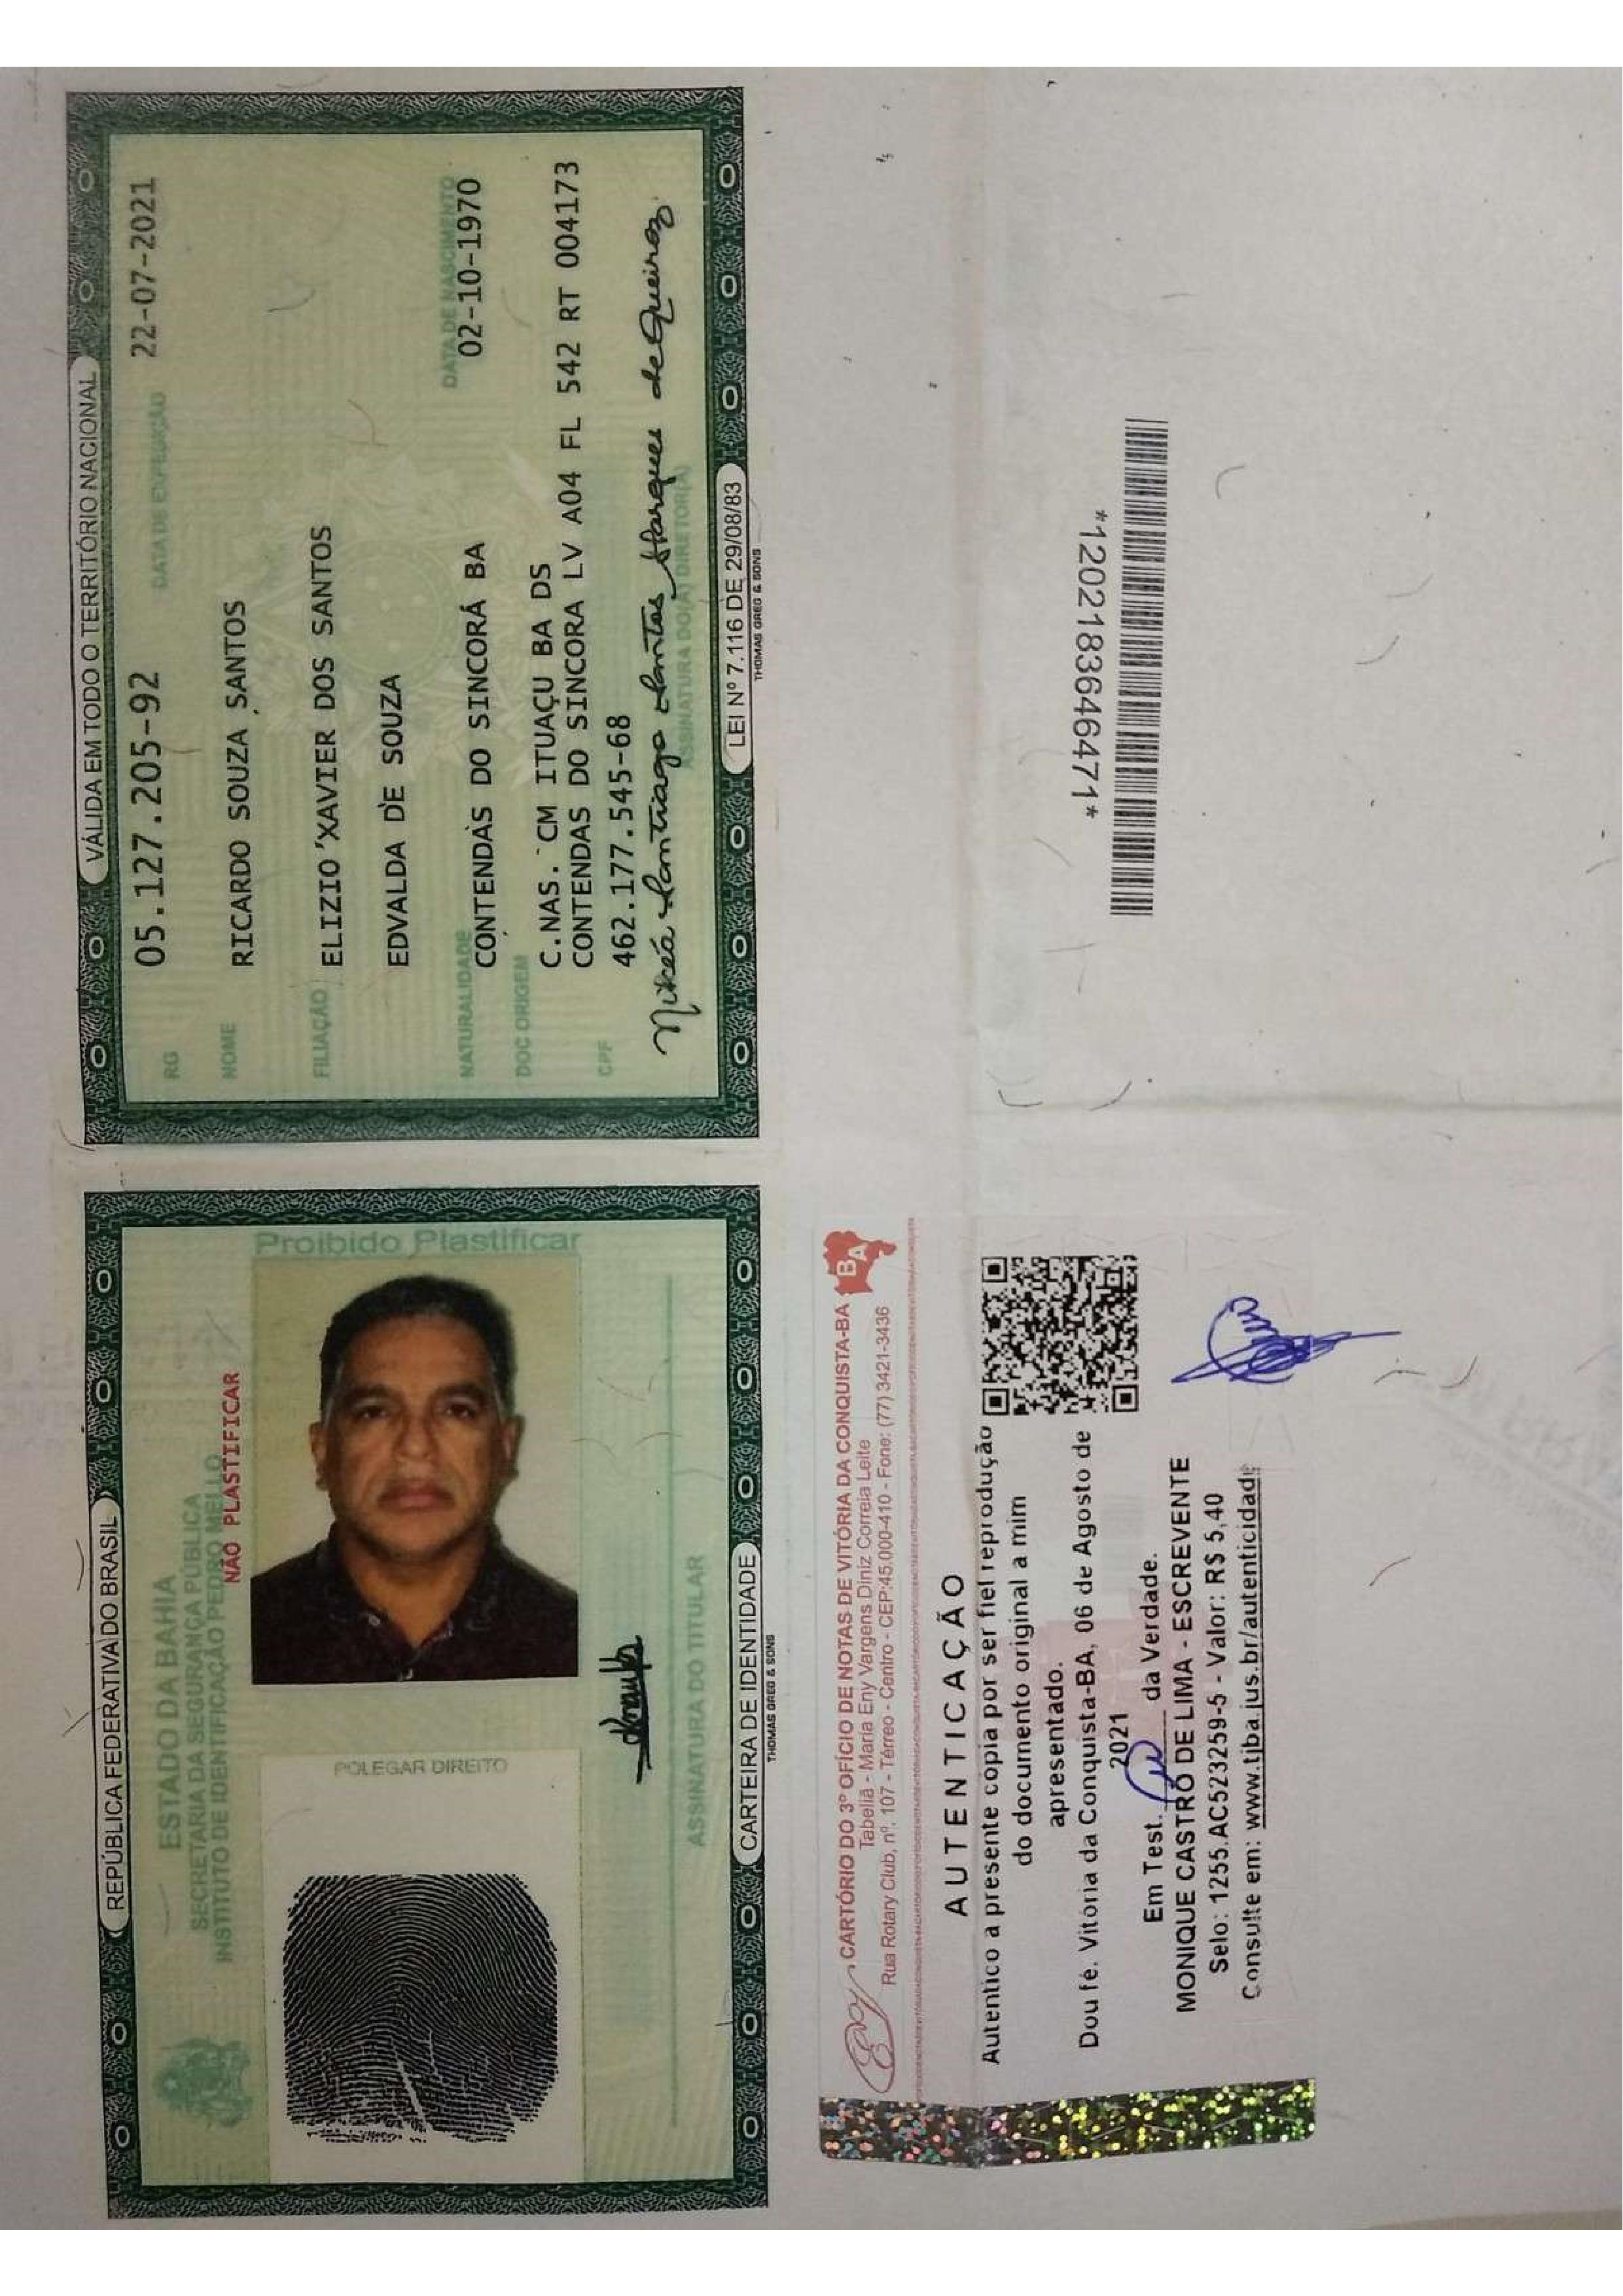 REPÚBLICA FEDERATIVA DO BRASIL
ESTADO DA BAHIA
SECRETARIA DA SEGURANÇA PÚBLICA
INSTITUTO DE IDENTIFICAÇÃO PEDRO MELLO
NÃO PLASTIFICAR
POLEGAR DIREITO
Proibido Plastificar
ASSINATURA DO TITULAR
CARTEIRA DE IDENTIDADE
THOMAS GREG & SONS
VÁLIDA EM TODO O TERRITÓRIO NACIONAL
RG 05.127.205-92 DATA DE EXPEDIÇÃO 22-07-2021
NOME RICARDO SOUZA SANTOS
FILIAÇÃO ELIZIO XAVIER DOS SANTOS
EDVALDA DE SOUZA
NATURALIDADE DATA DE NASCIMENTO
CONTENDAS DO SINCORÁ BA 02-10-1970
DOC ORIGEM
C.NAS. CM ITUAÇU BA DS
CONTENDAS DO SINCORA LV A04 FL 542 RT 004173
CPF
462.177.545-68
Nikeá Santiago Santos Marques de Queiroz
ASSINATURA DO(A) DIRETOR(A)
LEI Nº 7.116 DE 29/08/83
THOMAS GREG & SONS
CARTÓRIO DO 3º OFÍCIO DE NOTAS DE VITÓRIA DA CONQUISTA-BA
BA
Tabeliã - Maria Eny Vargens Diniz Correia Leite
Rua Rotary Club, nº. 107 - Térreo - Centro - CEP:45.000-410 - Fone: (77) 3421-3436
AUTENTICAÇÃO
Autentico a presente cópia por ser fiel reprodução
do documento original a mim
apresentado.
Dou fé. Vitória da Conquista-BA, 06 de Agosto de
2021
Em Test. da Verdade.
MONIQUE CASTRO DE LIMA - ESCREVENTE
Selo: 1255.AC523259-5 - Valor: R$ 5,40
Consulte em: www.tjba.jus.br/autenticidade
*1202183646471*